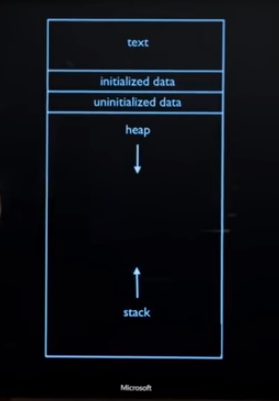 text
initialized data
uninitialized data
heap
stack
Microsoft